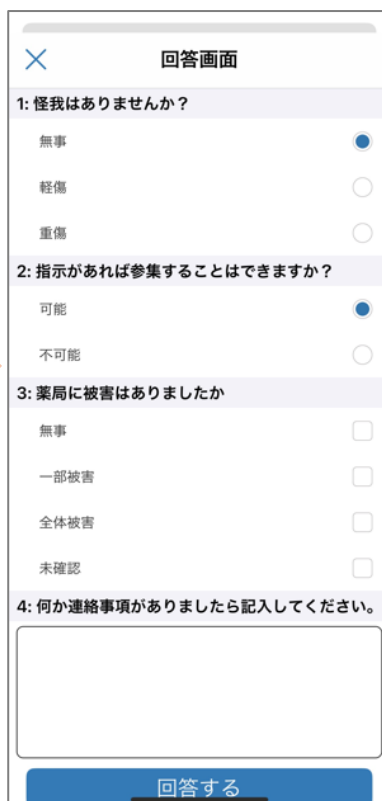 回答画面
1: 怪我はありませんか？
無事
軽傷
重傷
2: 指示があれば参集することはできますか？
可能
不可能
3: 薬局に被害はありましたか
無事
一部被害
全体被害
未確認
4: 何か連絡事項がありましたら記入してください。
回答する